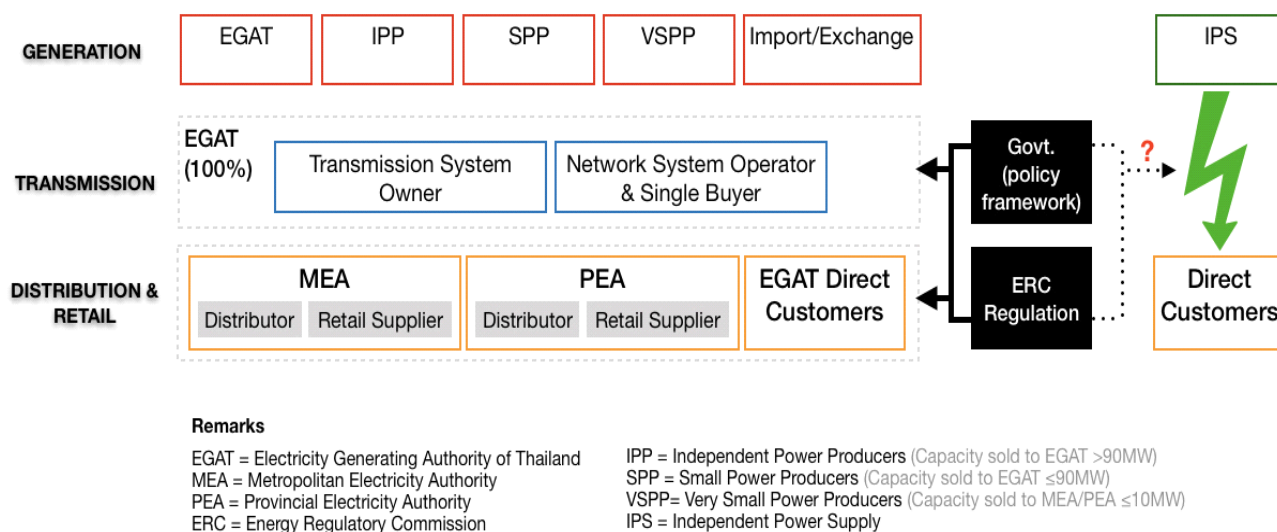 GENERATION
EGAT
IPP
SPP
VSPP
Import/Exchange
IPS
TRANSMISSION
EGAT
(100%)
Transmission System
Owner
Network System Operator
& Single Buyer
Govt.
(policy
framework)
?
DISTRIBUTION &
RETAIL
MEA
Distributor
Retail Supplier
PEA
Distributor
Retail Supplier
EGAT Direct
Customers
ERC
Regulation
Direct
Customers
Remarks
EGAT = Electricity Generating Authority of Thailand
MEA = Metropolitan Electricity Authority
PEA = Provincial Electricity Authority
ERC = Energy Regulatory Commission
IPP = Independent Power Producers (Capacity sold to EGAT >90MW)
SPP = Small Power Producers (Capacity sold to EGAT ≤90MW)
VSPP= Very Small Power Producers (Capacity sold to MEA/PEA ≤10MW)
IPS = Independent Power Supply